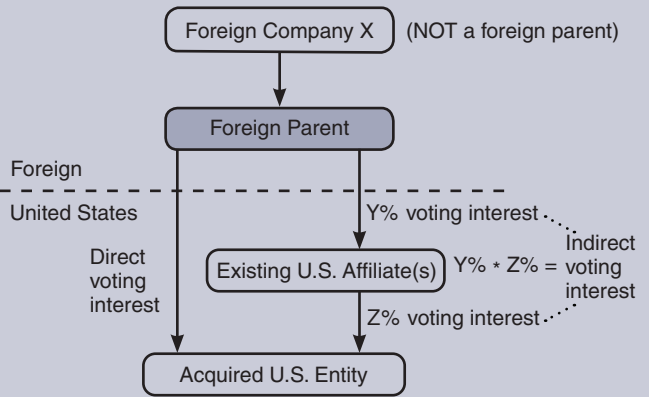 Foreign Company X
(NOT a foreign parent)
Foreign Parent
Foreign
United States
Y% voting interest
Direct
voting
interest
Existing U.S. Affiliate(s)
Y% * Z% =
Indirect
voting
interest
Z% voting interest
Acquired U.S. Entity